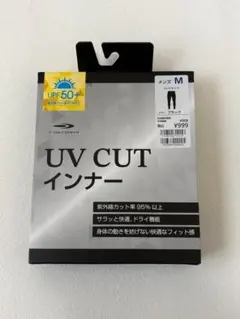 UPF50+
メンズ M
ブラック
¥999
UV CUT
インナー
紫外線カット率95%以上
サラッと快適、ドライ機能
身体の動きを妨げない快適なフィット感